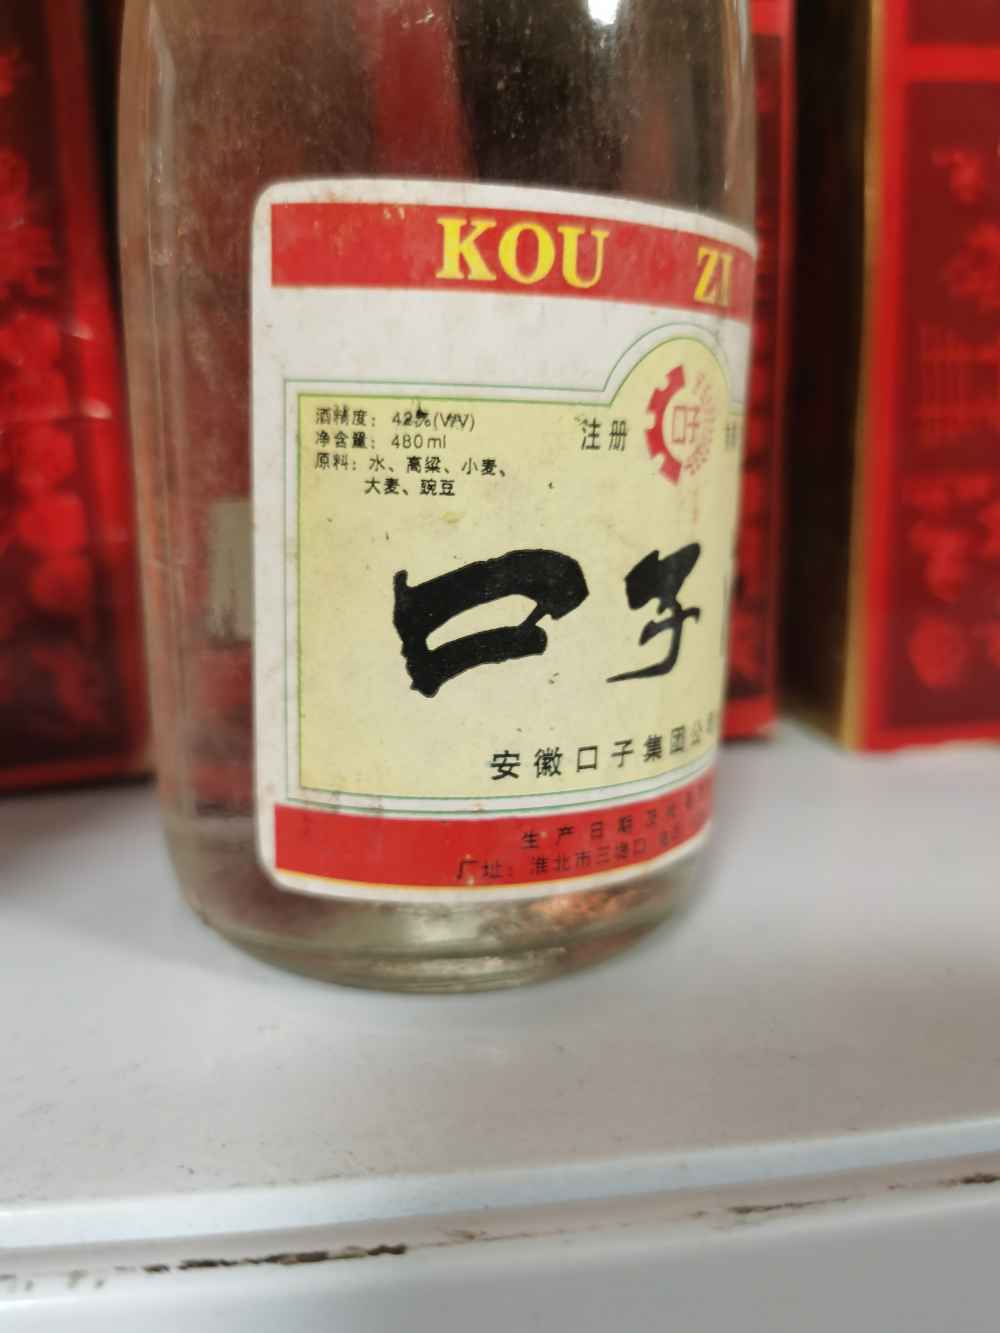 KOU ZI
酒精度： 42%(V/V)
净含量： 480ml
原料：水、高粱、小麦、
大麦、豌豆
注册
口子
口子
安徽口子集团公司
生产日期及批
厂址：淮北市三堤口